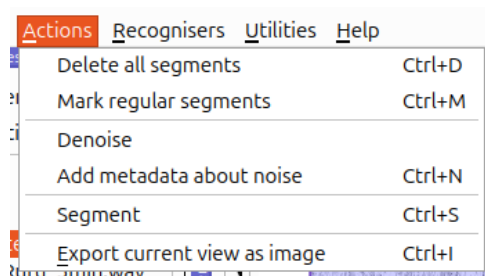 Actions Recognisers Utilities Help
Delete all segments Ctrl+D
Mark regular segments Ctrl+M
Denoise
Add metadata about noise Ctrl+N
Segment Ctrl+S
Export current view as image Ctrl+I